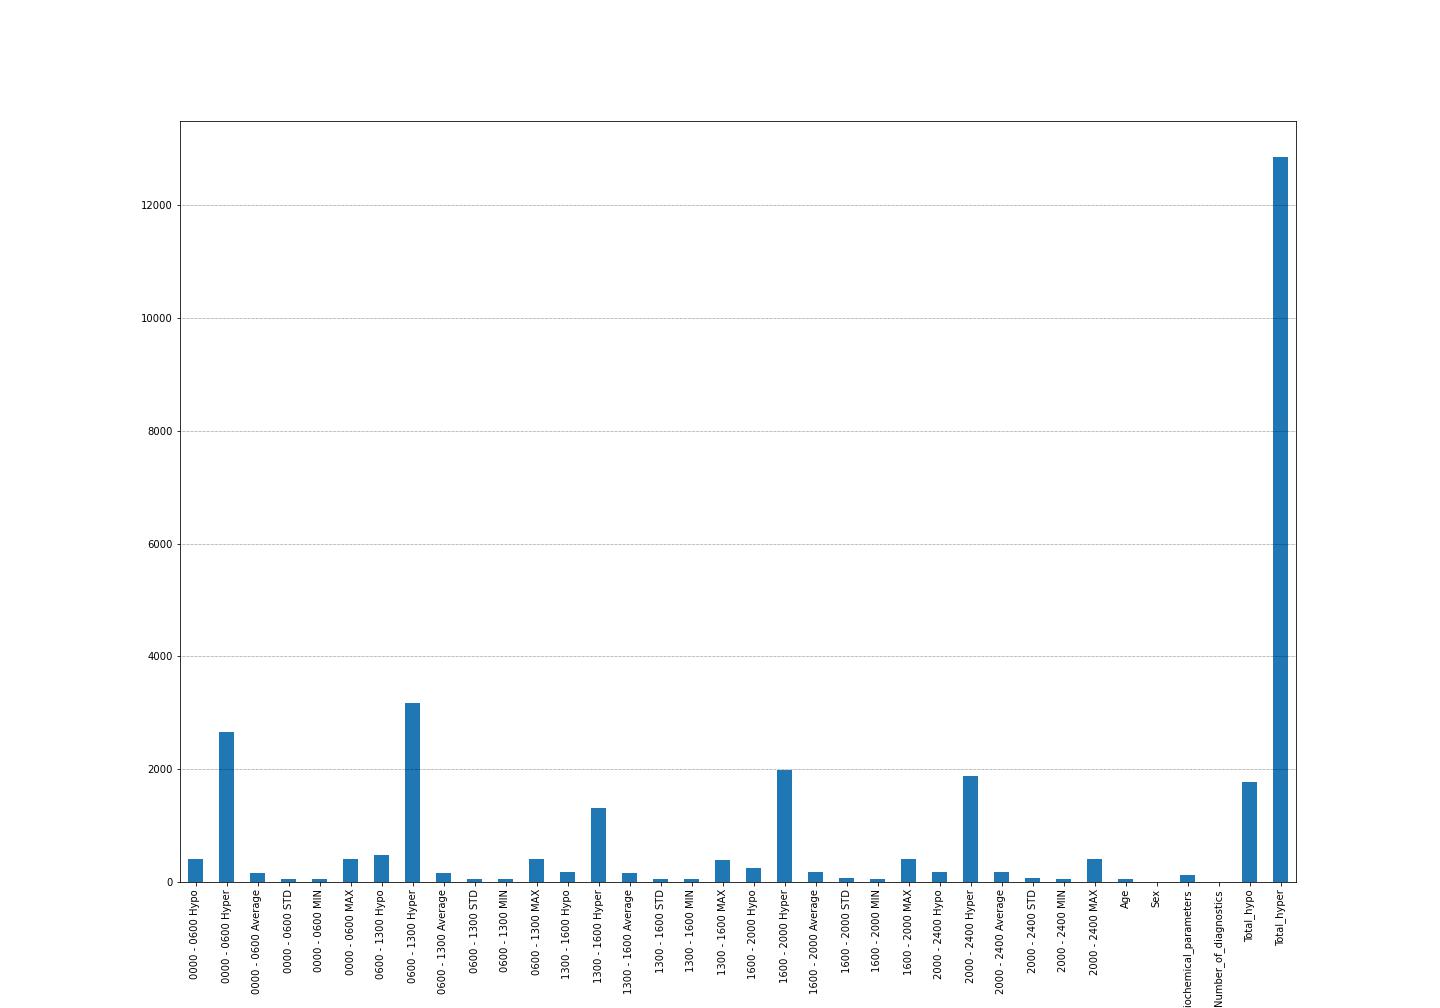 12000
10000
8000
6000
4000
2000
0
0000 - 0600 Hypo
0000 - 0600 Hyper
0000 - 0600 Average
0000 - 0600 STD
0000 - 0600 MIN
0000 - 0600 MAX
0600 - 1300 Hypo
0600 - 1300 Hyper
0600 - 1300 Average
0600 - 1300 STD
0600 - 1300 MIN
0600 - 1300 MAX
1300 - 1600 Hypo
1300 - 1600 Hyper
1300 - 1600 Average
1300 - 1600 STD
1300 - 1600 MIN
1300 - 1600 MAX
1600 - 2000 Hypo
1600 - 2000 Hyper
1600 - 2000 Average
1600 - 2000 STD
1600 - 2000 MIN
1600 - 2000 MAX
2000 - 2400 Hypo
2000 - 2400 Hyper
2000 - 2400 Average
2000 - 2400 STD
2000 - 2400 MIN
2000 - 2400 MAX
Age
Sex
iochemical_parameters
Number_of_diagnostics
Total_hypo
Total_hyper